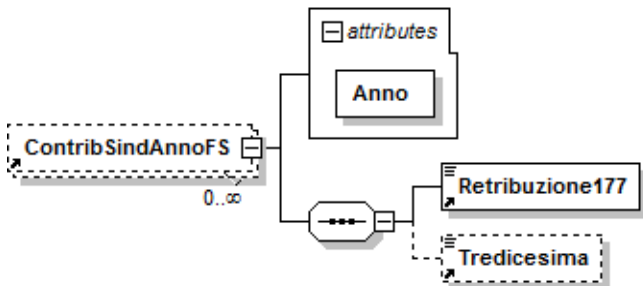 attributes
Anno
ContribSindAnnoFS
0..∞
Retribuzione177
Tredicesima